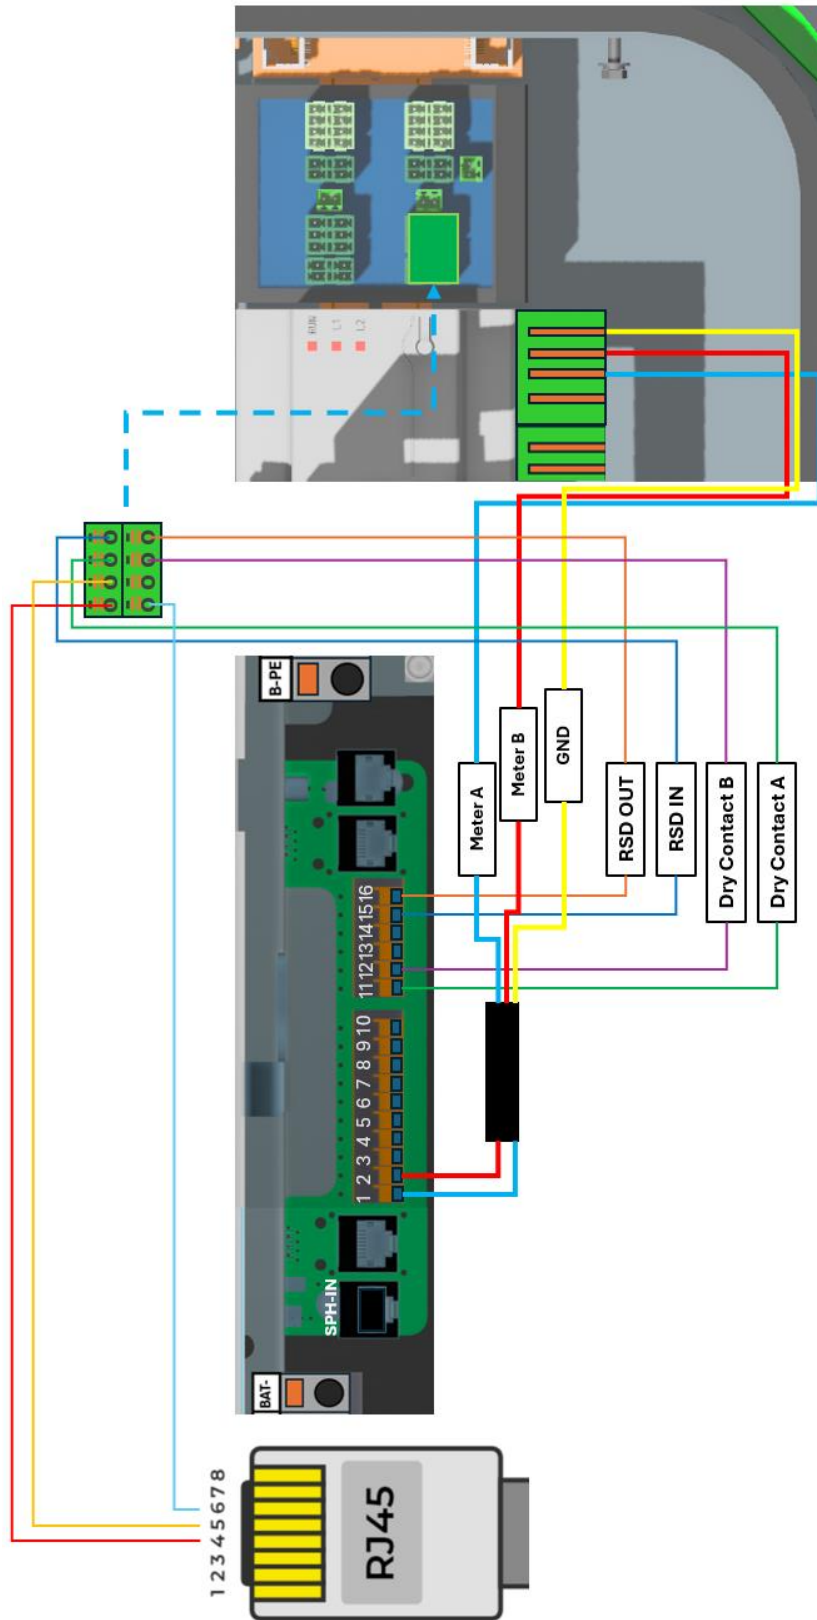 RUN
L1
L2
B-PE
Meter A
Meter B
GND
RSD OUT
RSD IN
Dry Contact B
Dry Contact A
11 12 13 14 15 16
1 2 3 4 5 6 7 8 9 10
SPH-IN
BAT-
1 2 3 4 5 6 7 8
RJ45